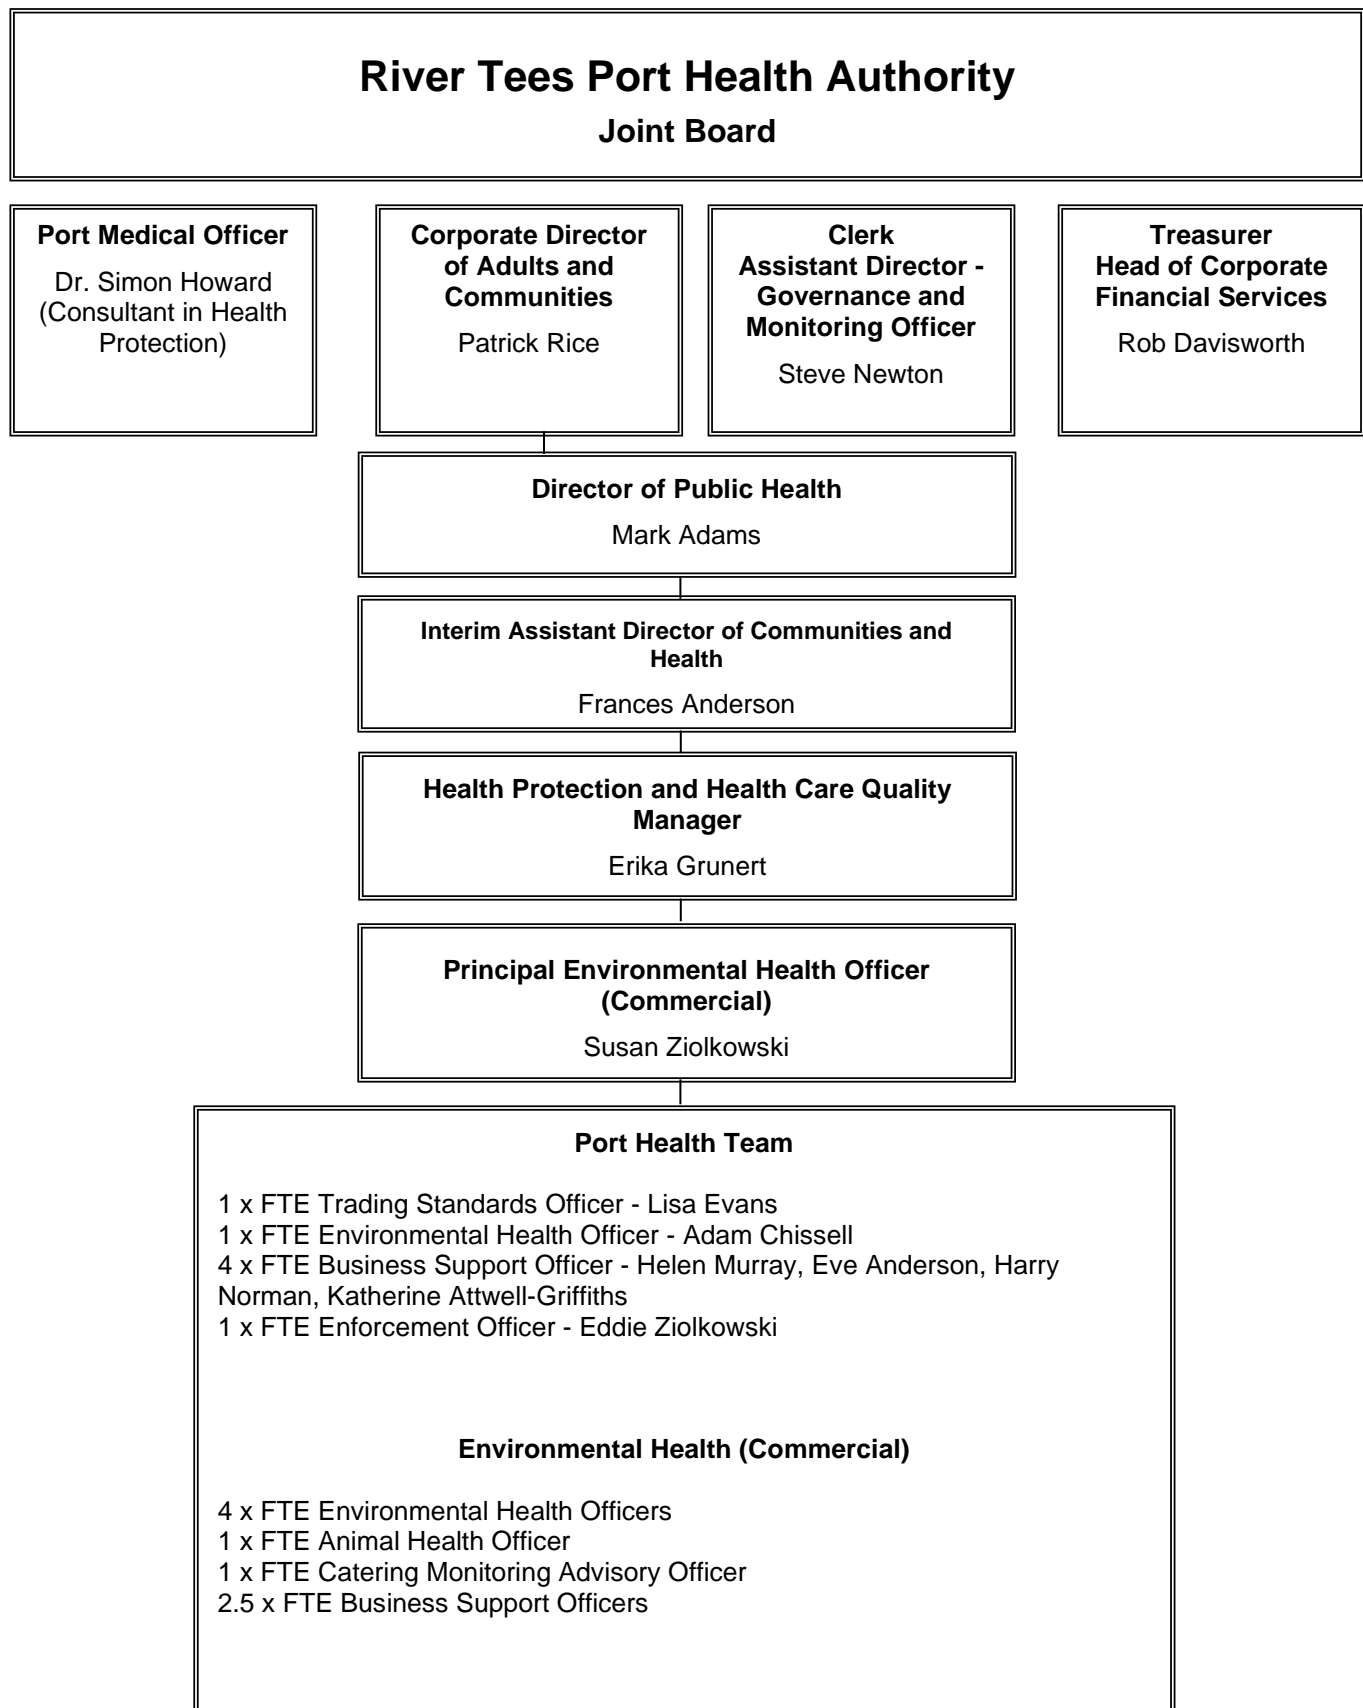 River Tees Port Health Authority
Joint Board
Port Medical Officer
Dr. Simon Howard
(Consultant in Health
Protection)
Corporate Director
of Adults and
Communities
Patrick Rice
Clerk
Assistant Director -
Governance and
Monitoring Officer
Steve Newton
Treasurer
Head of Corporate
Financial Services
Rob Davisworth
Director of Public Health
Mark Adams
Interim Assistant Director of Communities and
Health
Frances Anderson
Health Protection and Health Care Quality
Manager
Erika Grunert
Principal Environmental Health Officer
(Commercial)
Susan Ziolkowski
Port Health Team
1 x FTE Trading Standards Officer - Lisa Evans
1 x FTE Environmental Health Officer - Adam Chissell
4 x FTE Business Support Officer - Helen Murray, Eve Anderson, Harry
Norman, Katherine Attwell-Griffiths
1 x FTE Enforcement Officer - Eddie Ziolkowski
Environmental Health (Commercial)
4 x FTE Environmental Health Officers
1 x FTE Animal Health Officer
1 x FTE Catering Monitoring Advisory Officer
2.5 x FTE Business Support Officers